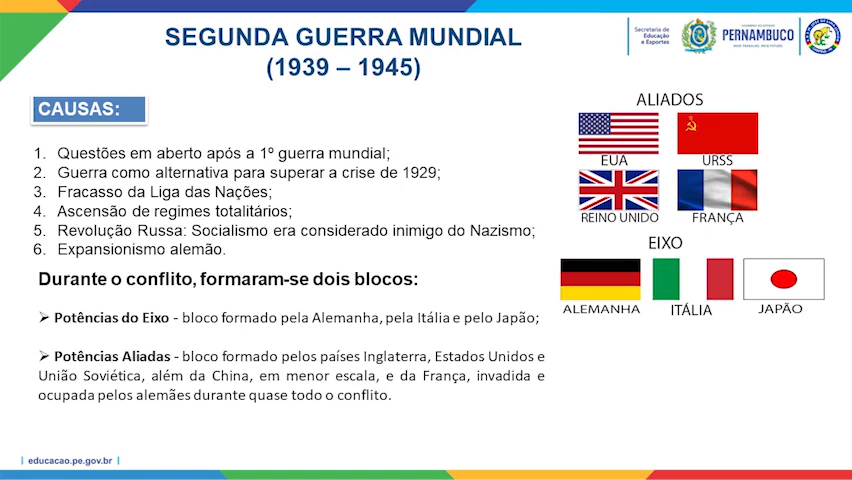 SEGUNDA GUERRA MUNDIAL
(1939 – 1945)
Secretaria de
Educação
e Esportes
PERNAMBUCO
CAUSAS:
1. Questões em aberto após a 1º guerra mundial;
2. Guerra como alternativa para superar a crise de 1929;
3. Fracasso da Liga das Nações;
4. Ascensão de regimes totalitários;
5. Revolução Russa: Socialismo era considerado inimigo do Nazismo;
6. Expansionismo alemão.
Durante o conflito, formaram-se dois blocos:
➢ Potências do Eixo - bloco formado pela Alemanha, pela Itália e pelo Japão;
➢ Potências Aliadas - bloco formado pelos países Inglaterra, Estados Unidos e
União Soviética, além da China, em menor escala, e da França, invadida e
ocupada pelos alemães durante quase todo o conflito.
ALIADOS
EUA
URSS
REINO UNIDO
FRANÇA
EIXO
ALEMANHA
ITÁLIA
JAPÃO
educacao.pe.gov.br